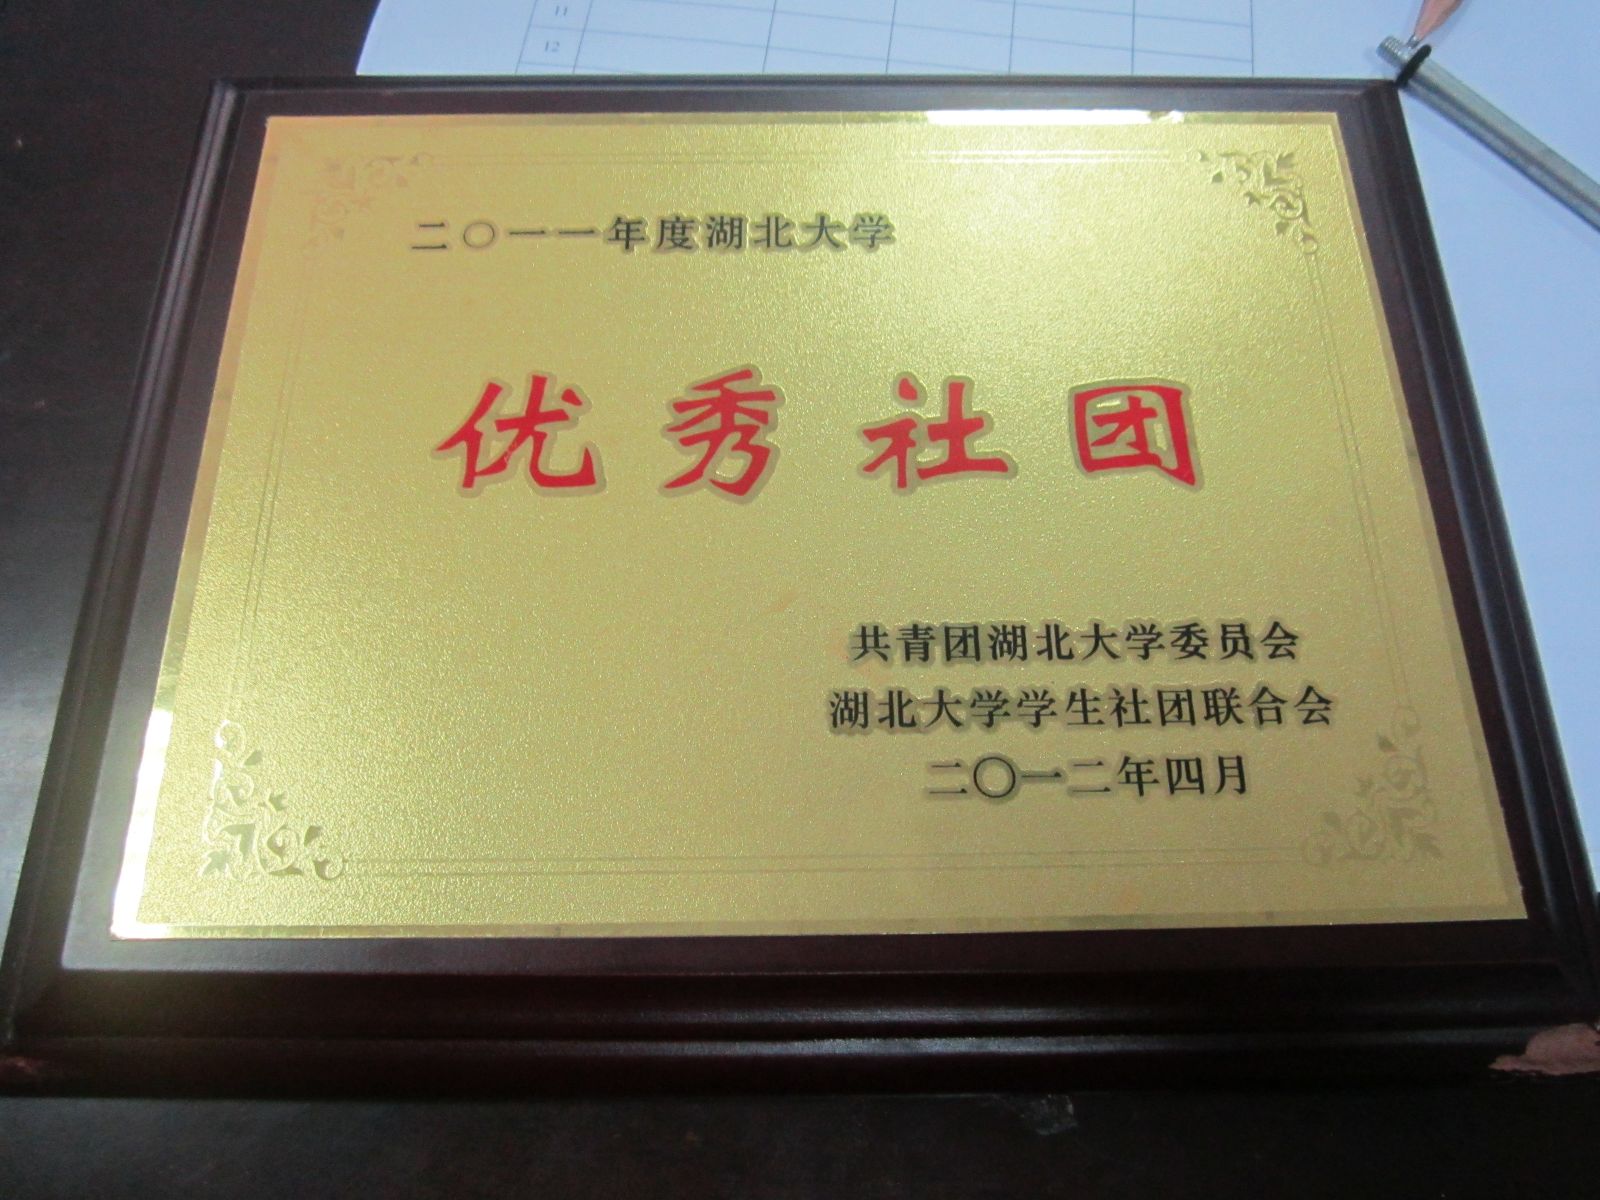 11
12
二〇一一年度湖北大学
优秀社团
共青团湖北大学委员会
湖北大学学生社团联合会
二〇一二年四月